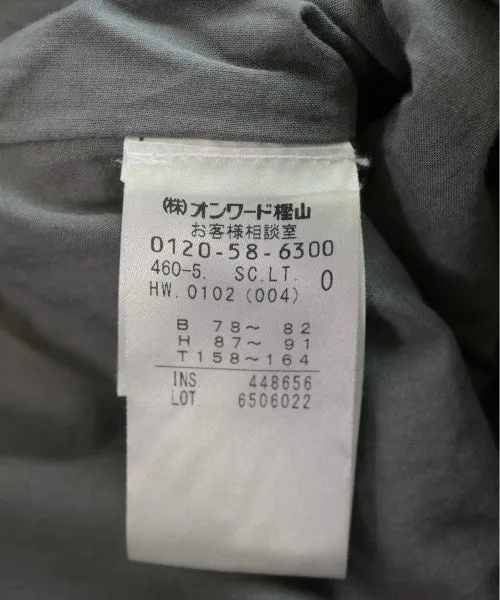 (株)オンワード樫山
お客様相談室
0120-58-6300
460-5. SC.LT. 0
HW. 0102 (004)
B 78~ 82
H 87~ 91
T158~164
INS. 448656
LOT. 6506022